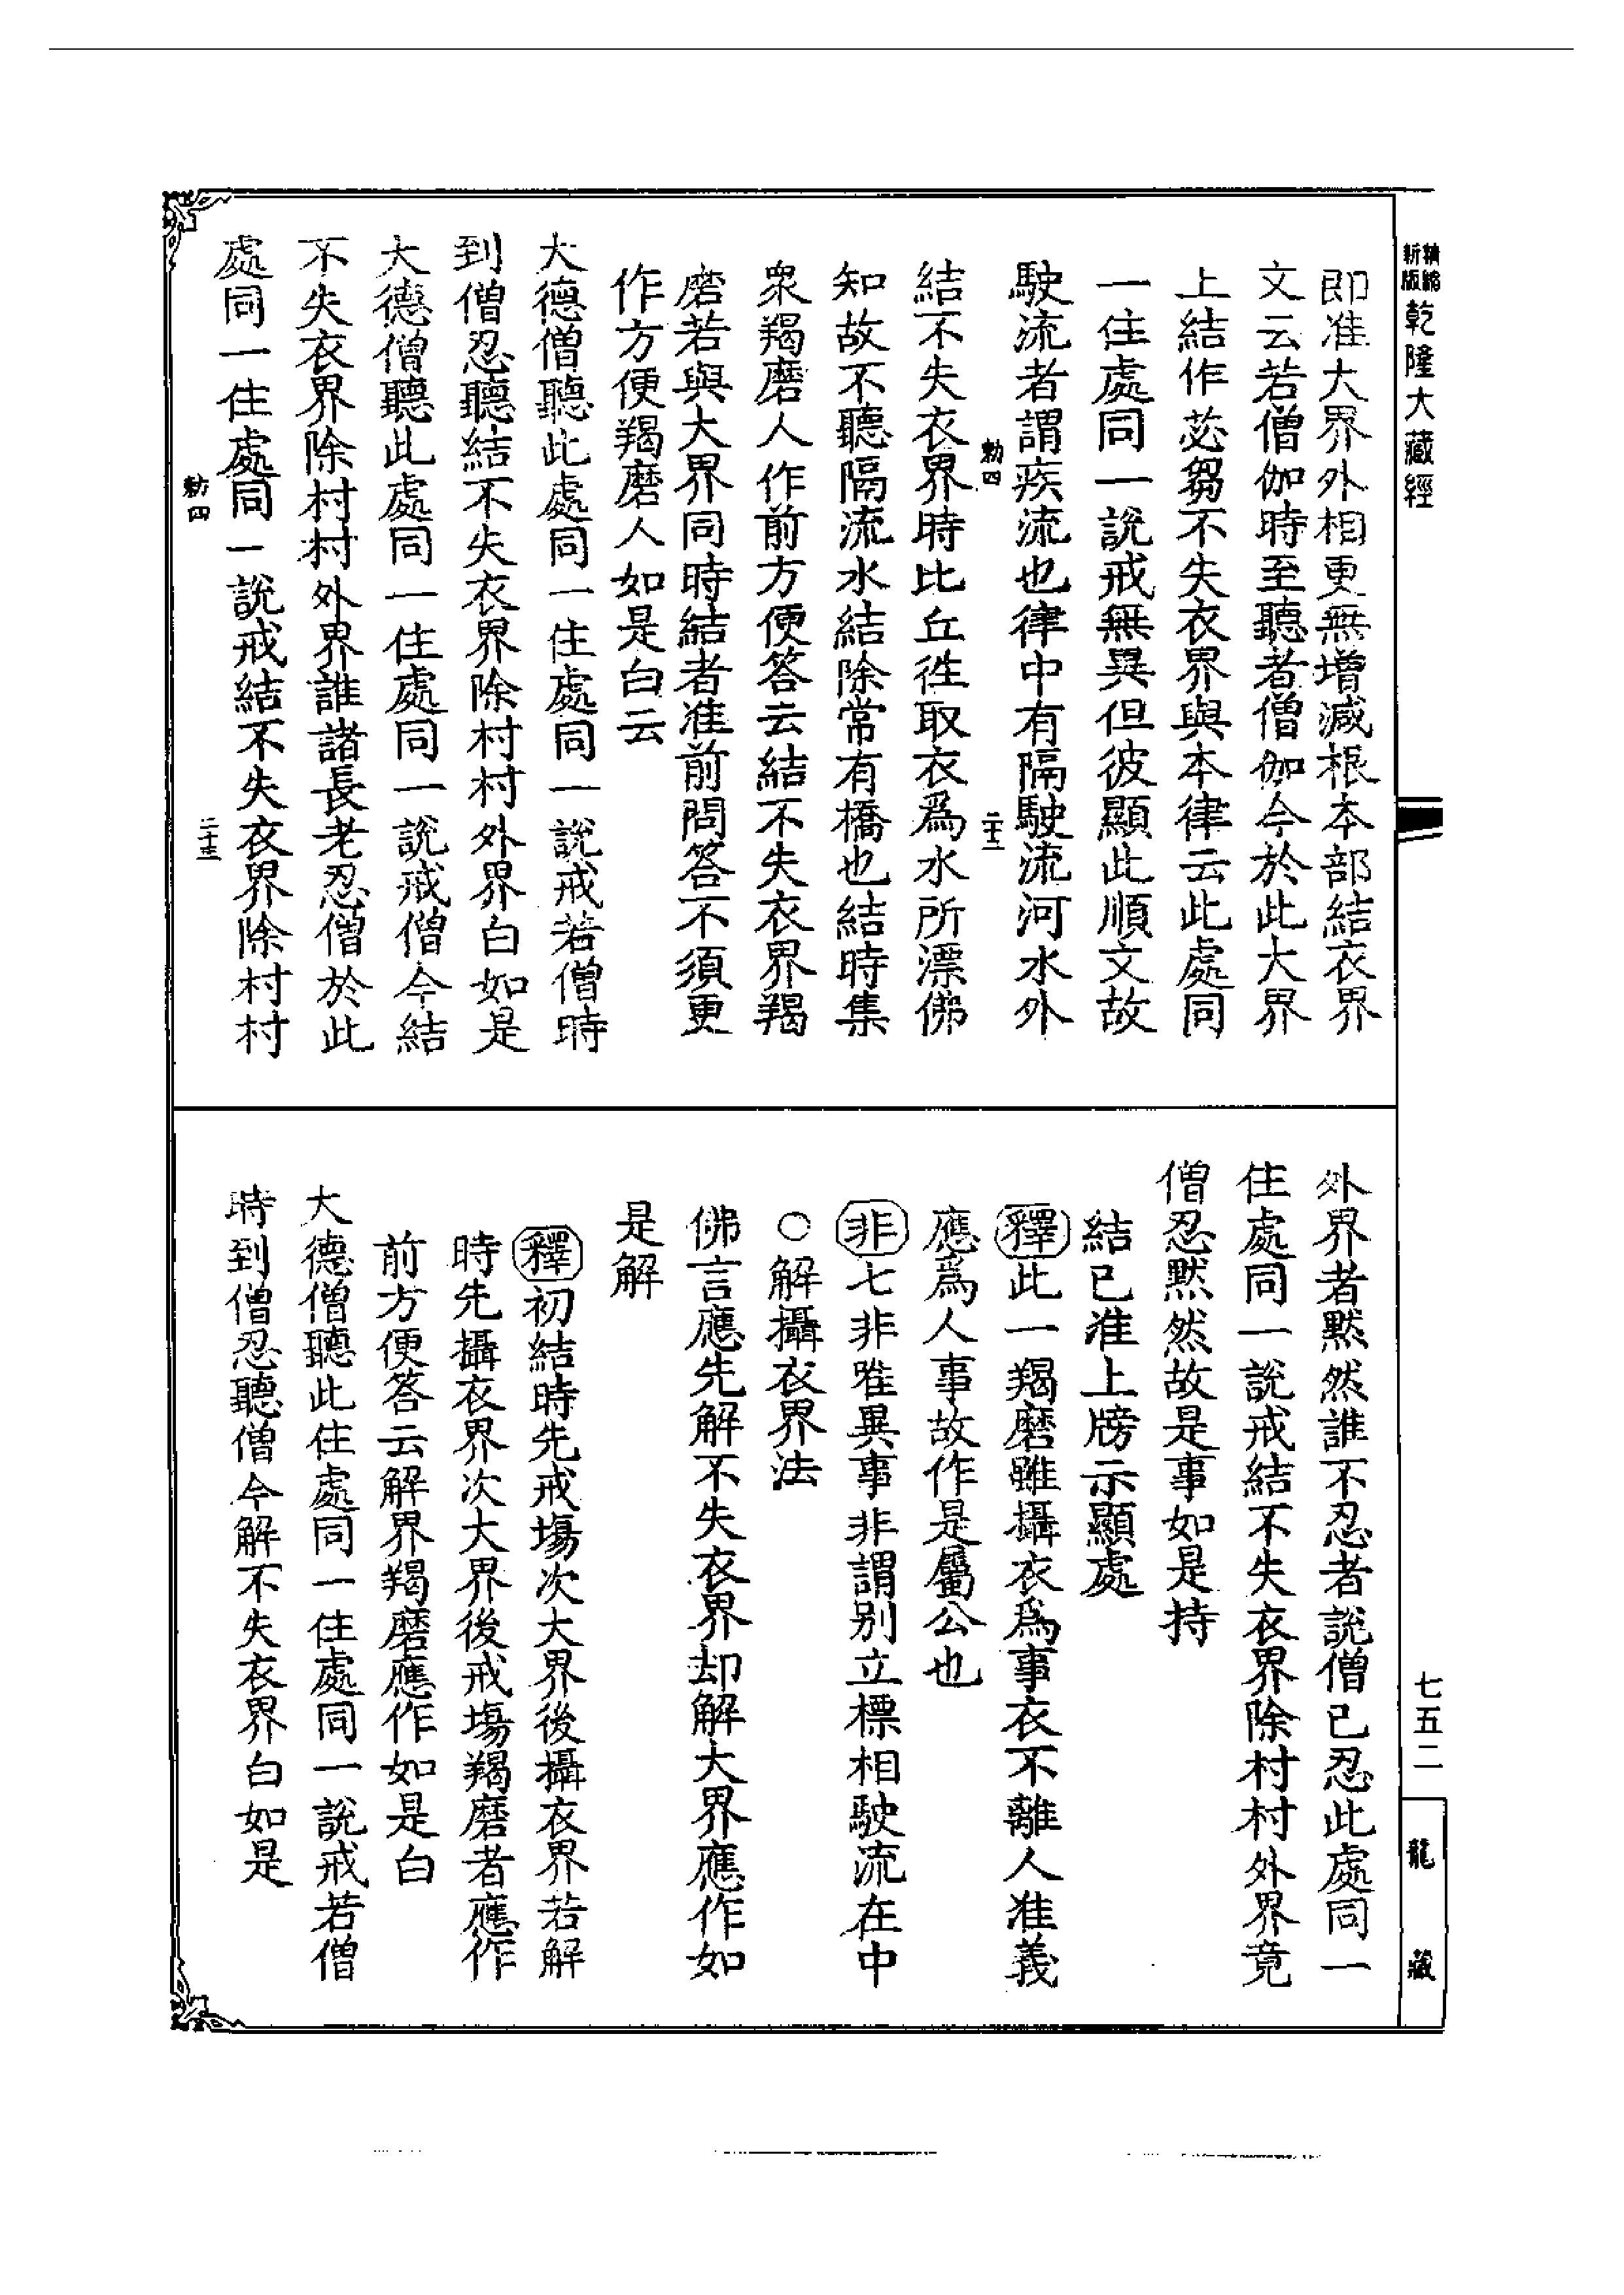 精縮新版 乾隆大藏經
即准大界外相更無增減根本部結衣界
文云若僧伽時至聽者僧伽今於此大界
上結作苾芻不失衣界與本律云此處同
一住處同一說戒無異但彼顯此順文故
駛流者謂疾流也律中有隔駛流河水外
勑四 二十三
結不失衣界時比丘往取衣爲水所漂佛
知故不聽隔流水結除常有橋也結時集
衆羯磨人作前方便答云結不失衣界羯
磨若與大界同時結者准前問答不須更
作方便羯磨人如是白云
大德僧聽此處同一住處同一說戒若僧時
到僧忍聽結不失衣界除村村外界白如是
大德僧聽此處同一住處同一說戒僧今結
不失衣界除村村外界誰諸長老忍僧於此
處同一住處同一說戒結不失衣界除村村
勑四 二十三
外界者默然誰不忍者說僧已忍此處同一
住處同一說戒結不失衣界除村村外界竟
僧忍默然故是事如是持
結已准上牓示顯處
釋此一羯磨雖攝衣爲事衣不離人准義
應爲人事故作是屬公也
非七非唯異事非謂別立標相駛流在中
○解攝衣界法
佛言應先解不失衣界却解大界應作如
是解
釋初結時先戒場次大界後攝衣界若解
時先攝衣界次大界後戒場羯磨者應作
前方便答云解界羯磨應作如是白
大德僧聽此住處同一住處同一說戒若僧
時到僧忍聽僧今解不失衣界白如是
七五二
龍藏